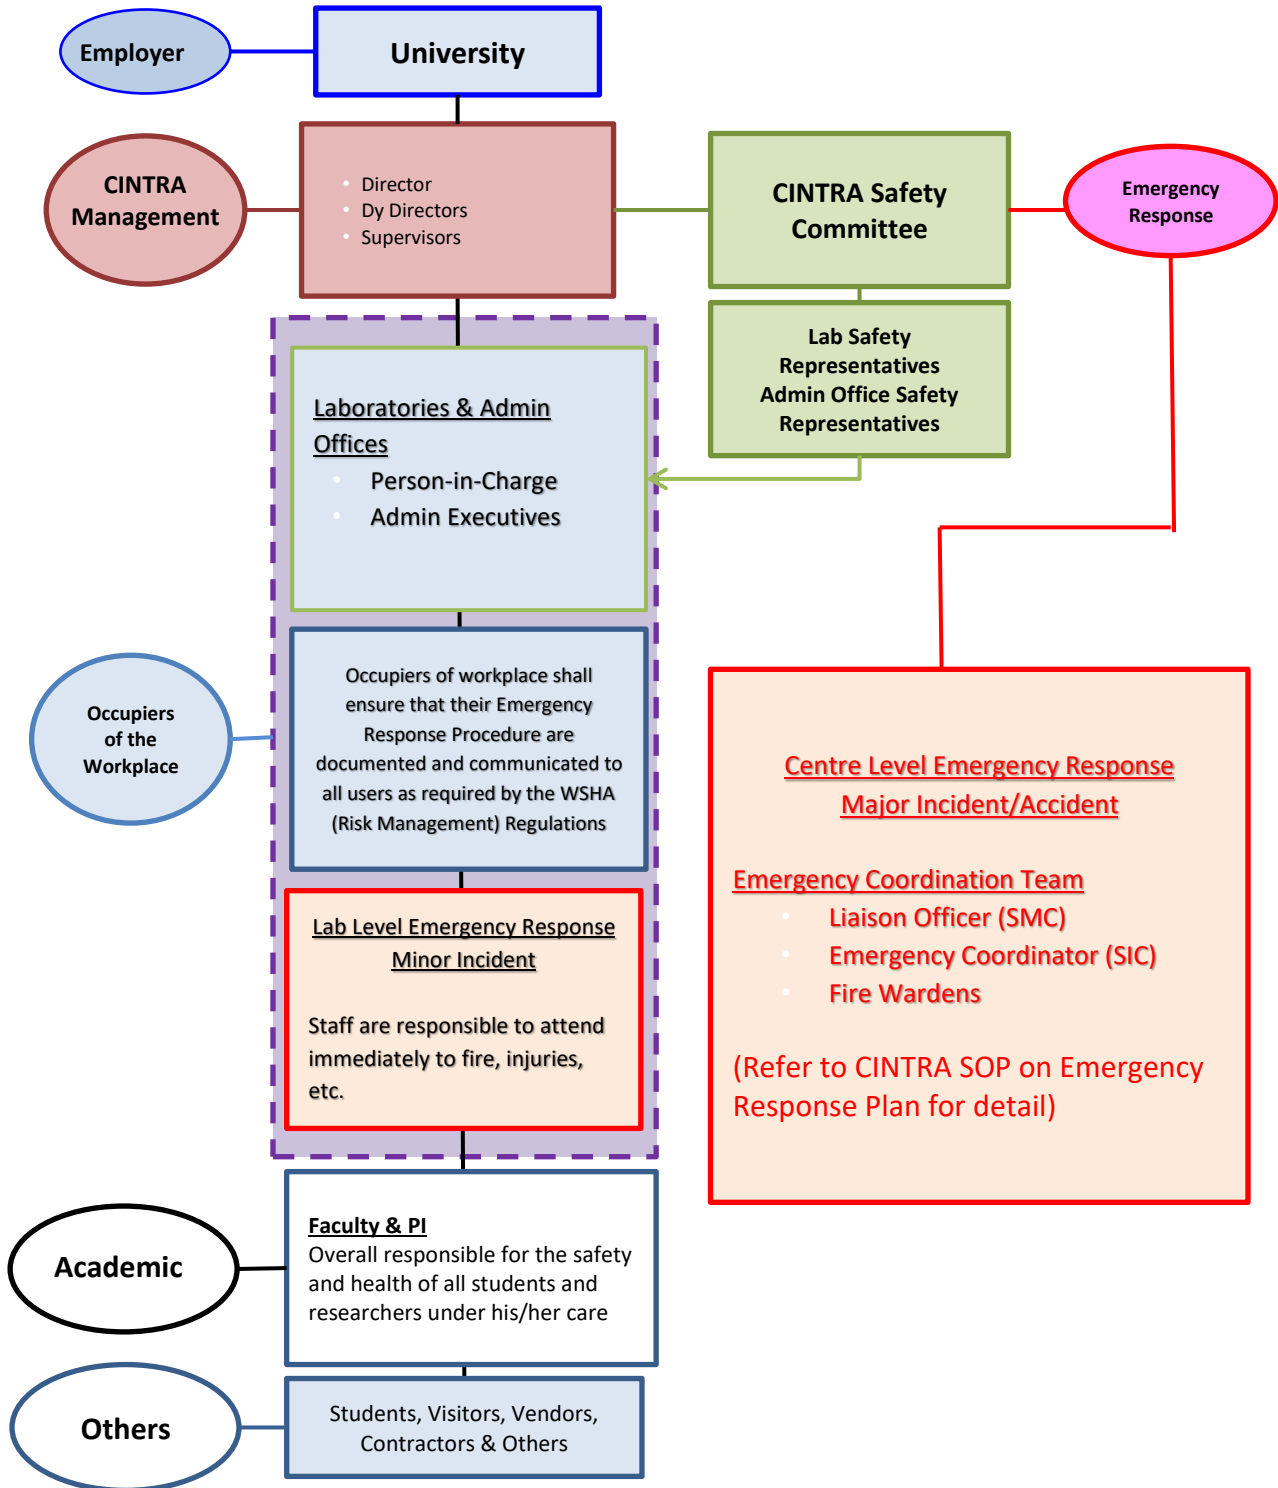 Employer
University
CINTRA
Management
• Director
• Dy Directors
• Supervisors
CINTRA Safety
Committee
Emergency
Response
Lab Safety
Representatives
Admin Office Safety
Representatives
Laboratories & Admin
Offices
• Person-in-Charge
• Admin Executives
Occupiers
of the
Workplace
Occupiers of workplace shall
ensure that their Emergency
Response Procedure are
documented and communicated to
all users as required by the WSHA
(Risk Management) Regulations
Lab Level Emergency Response
Minor Incident
Staff are responsible to attend
immediately to fire, injuries,
etc.
Centre Level Emergency Response
Major Incident/Accident
Emergency Coordination Team
• Liaison Officer (SMC)
• Emergency Coordinator (SIC)
• Fire Wardens
(Refer to CINTRA SOP on Emergency
Response Plan for detail)
Academic
Faculty & PI
Overall responsible for the safety
and health of all students and
researchers under his/her care
Others
Students, Visitors, Vendors,
Contractors & Others